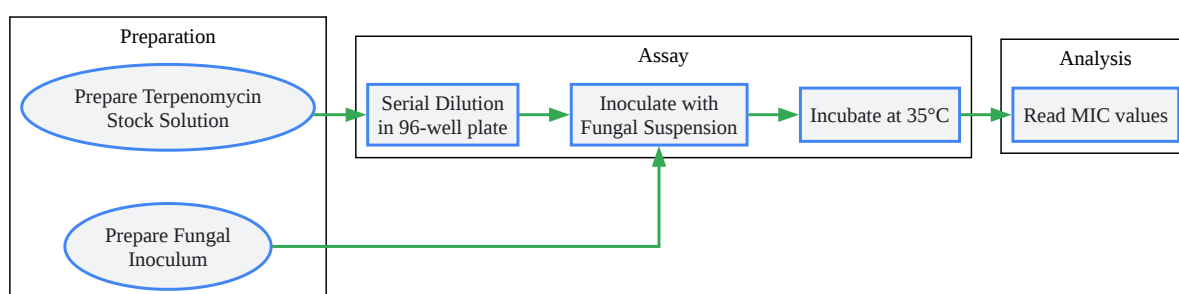 Preparation
Prepare Terpenomycin
Stock Solution
Prepare Fungal
Inoculum
Assay
Serial Dilution
in 96-well plate
Inoculate with
Fungal Suspension
Incubate at 35°C
Analysis
Read MIC values